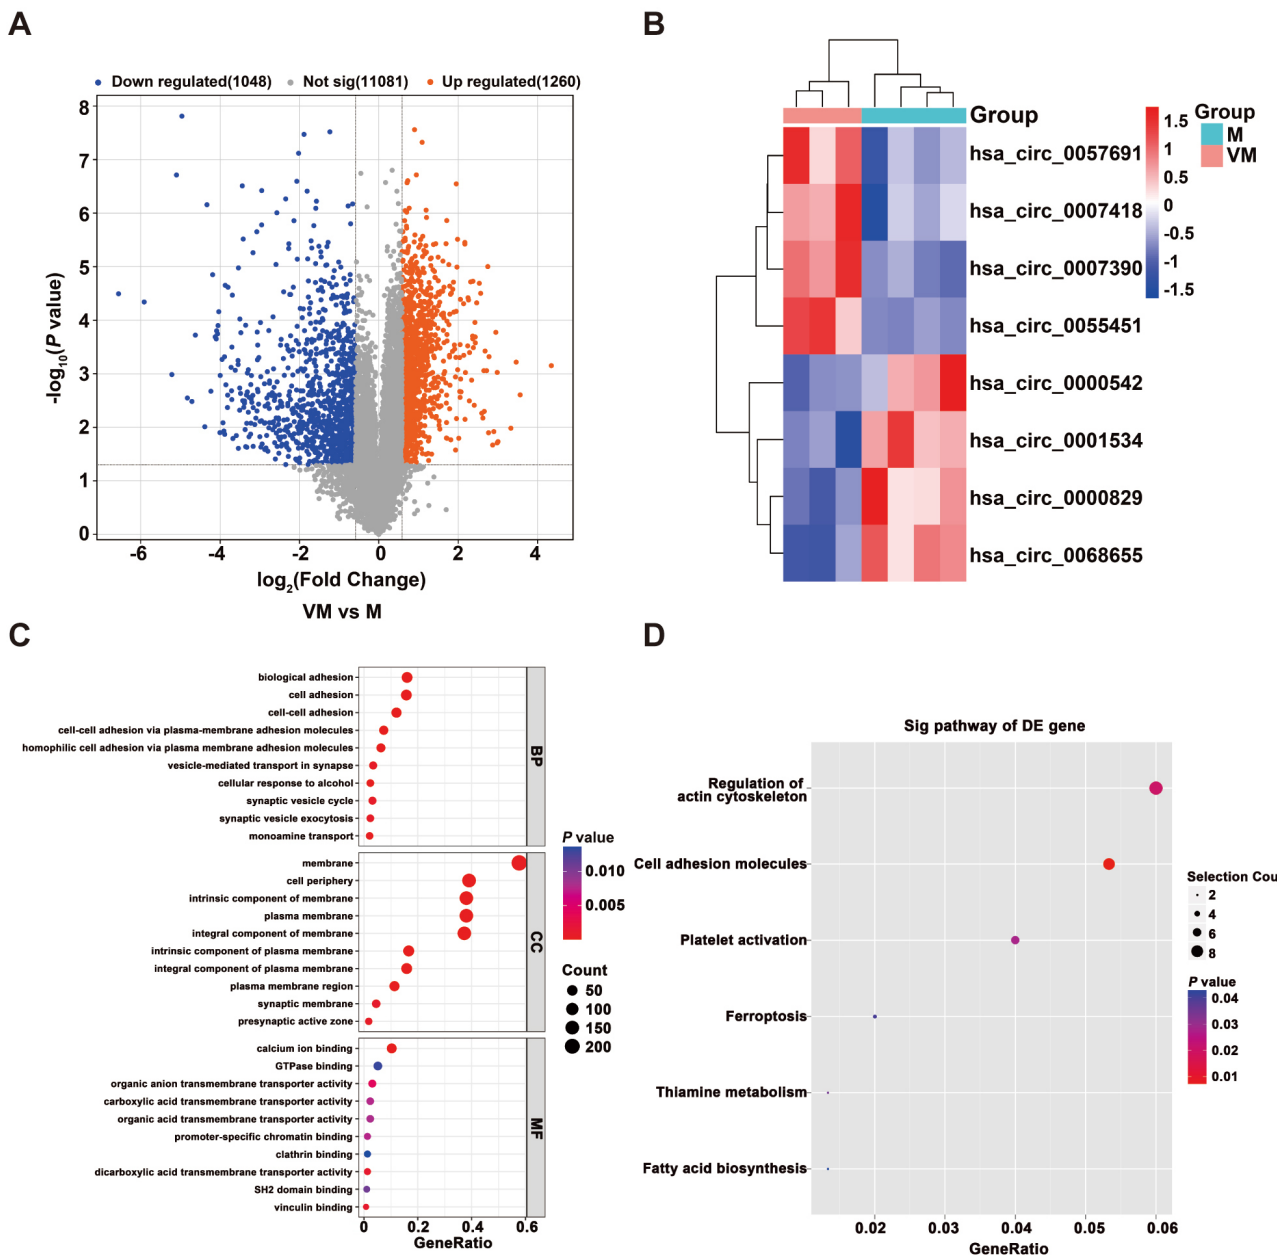 A
Down regulated(1048)
Not sig(11081)
Up regulated(1260)
8
7
6
5
4
3
2
1
0
-log10(P value)
-6
-4
-2
0
2
4
log2(Fold Change)
VM vs M
B
Group
hsa_circ_0057691
hsa_circ_0007418
hsa_circ_0007390
hsa_circ_0055451
hsa_circ_0000542
hsa_circ_0001534
hsa_circ_0000829
hsa_circ_0068655
1.5
1
0.5
0
-0.5
-1
-1.5
Group
M
VM
C
biological adhesion
cell adhesion
cell-cell adhesion
cell-cell adhesion via plasma-membrane adhesion molecules
homophilic cell adhesion via plasma membrane adhesion molecules
vesicle-mediated transport in synapse
cellular response to alcohol
synaptic vesicle cycle
synaptic vesicle exocytosis
monoamine transport
BP
membrane
cell periphery
intrinsic component of membrane
plasma membrane
integral component of membrane
intrinsic component of plasma membrane
integral component of plasma membrane
plasma membrane region
synaptic membrane
presynaptic active zone
CC
calcium ion binding
GTPase binding
organic anion transmembrane transporter activity
carboxylic acid transmembrane transporter activity
organic acid transmembrane transporter activity
promoter-specific chromatin binding
clathrin binding
dicarboxylic acid transmembrane transporter activity
SH2 domain binding
vinculin binding
MF
0
0.2
0.4
0.6
GeneRatio
P value
0.010
0.005
Count
50
100
150
200
D
Sig pathway of DE gene
Regulation of
actin cytoskeleton
Cell adhesion molecules
Platelet activation
Ferroptosis
Thiamine metabolism
Fatty acid biosynthesis
0.02
0.03
0.04
0.05
0.06
GeneRatio
Selection Cou
2
4
6
8
P value
0.04
0.03
0.02
0.01